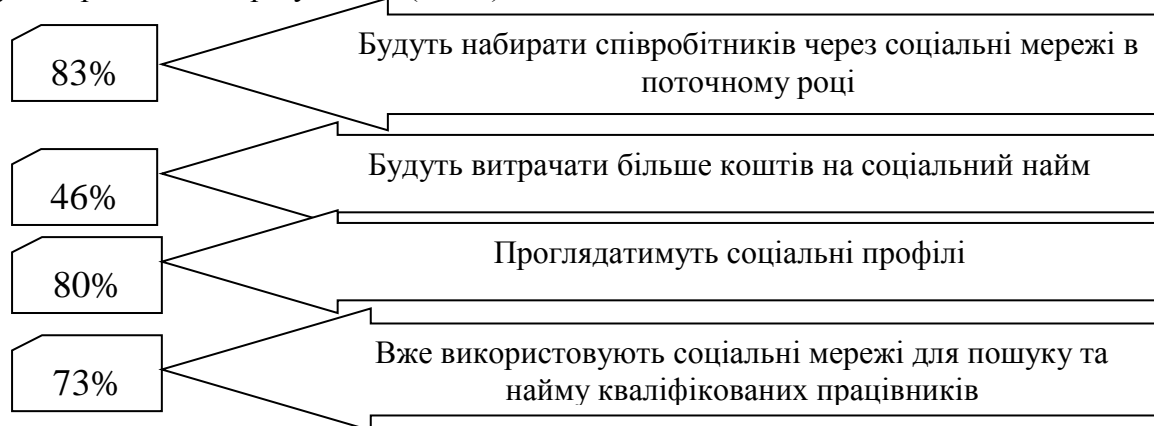 83%
Будуть набирати співробітників через соціальні мережі в
поточному році
46%
Будуть витрачати більше коштів на соціальний найм
80%
Проглядатимуть соціальні профілі
73%
Вже використовують соціальні мережі для пошуку та
найму кваліфікованих працівників